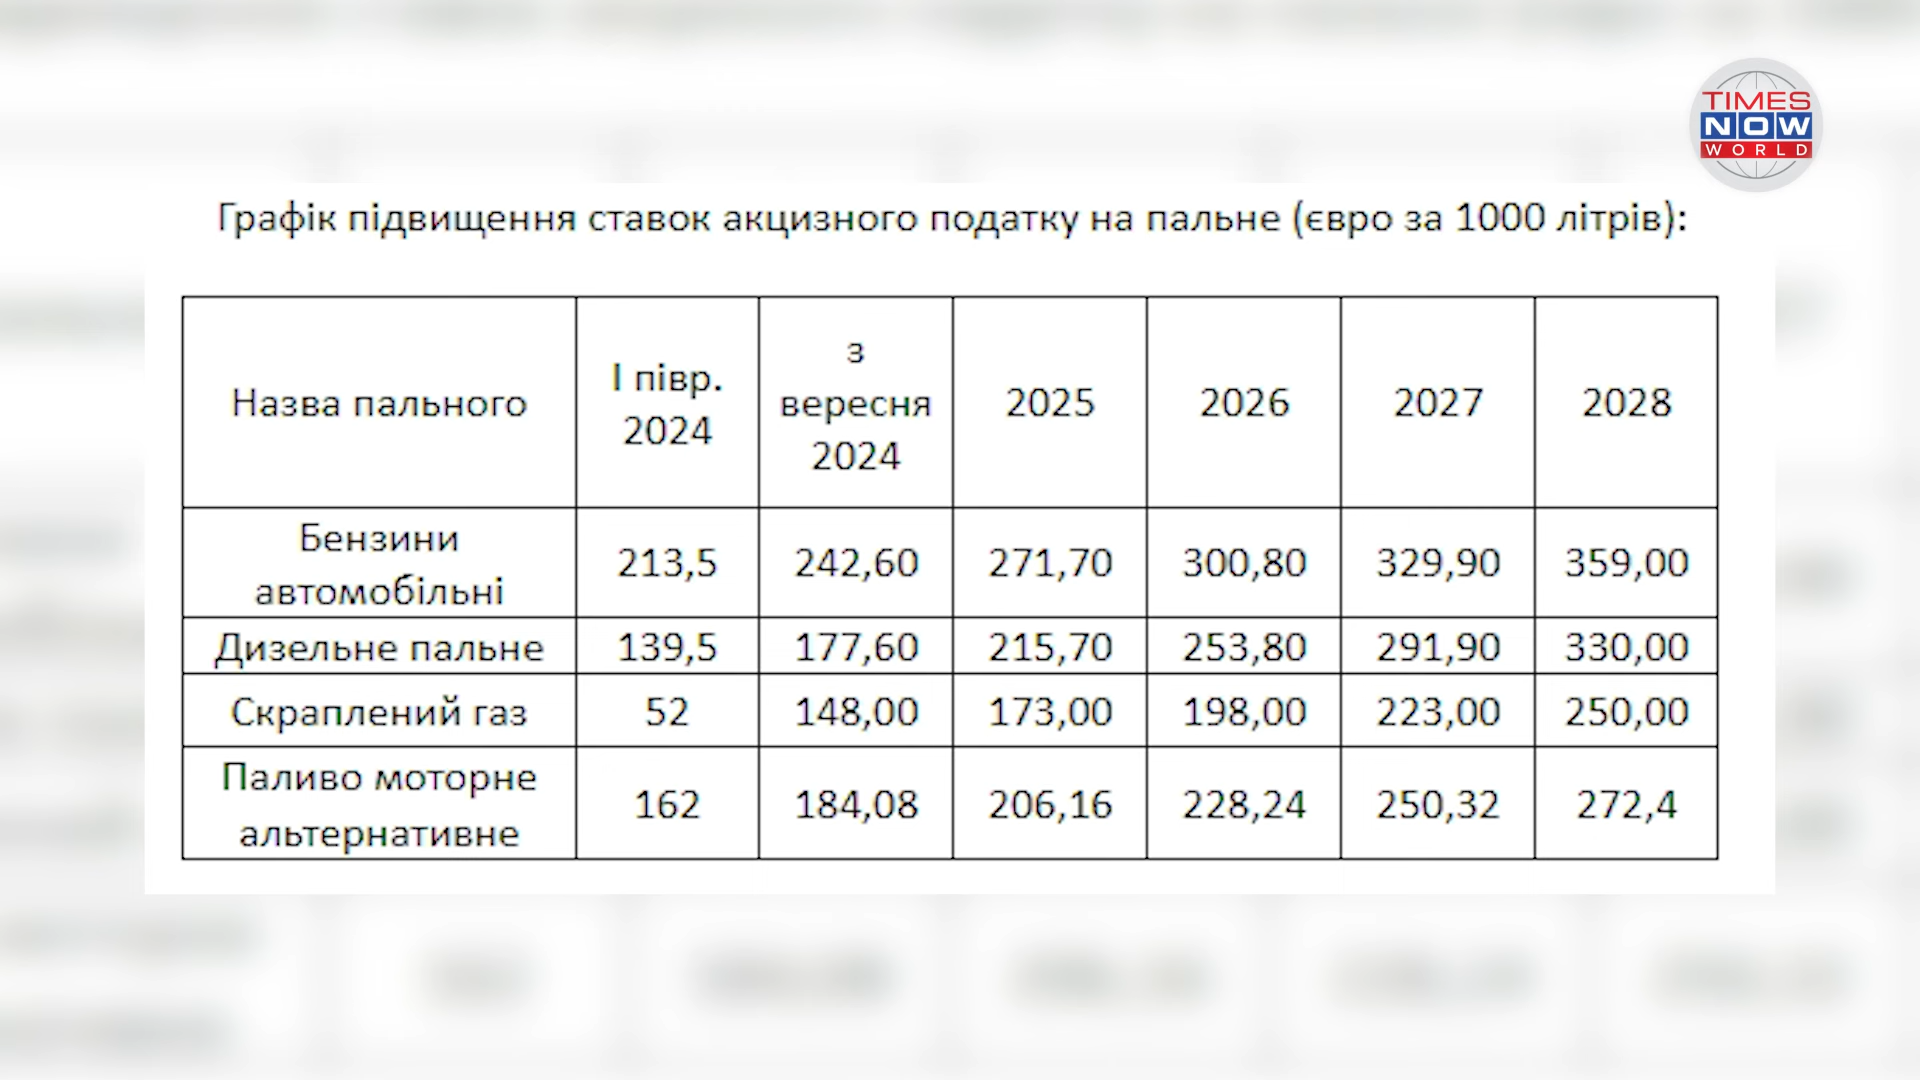 TIMES
NOW
WORLD
Графік підвищення ставок акцизного податку на пальне (євро за 1000 літрів):
Назва пального
І півр.
2024
з
вересня
2024
2025
2026
2027
2028
Бензини
автомобільні
213,5
242,60
271,70
300,80
329,90
359,00
Дизельне пальне
139,5
177,60
215,70
253,80
291,90
330,00
Скраплений газ
52
148,00
173,00
198,00
223,00
250,00
Паливо моторне
альтернативне
162
184,08
206,16
228,24
250,32
272,4